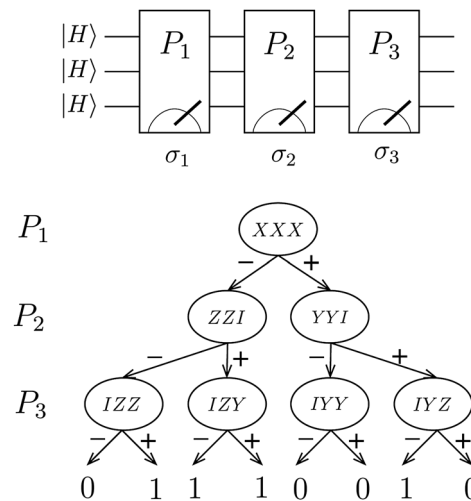 |H⟩ P₁ P₂ P₃
|H⟩
|H⟩
σ₁ σ₂ σ₃
P₁ XXX
− +
P₂ ZZI YYI
− + − +
P₃ IZZ IZY IYY IYZ
− + − + − + − +
0 1 1 1 0 0 1 0